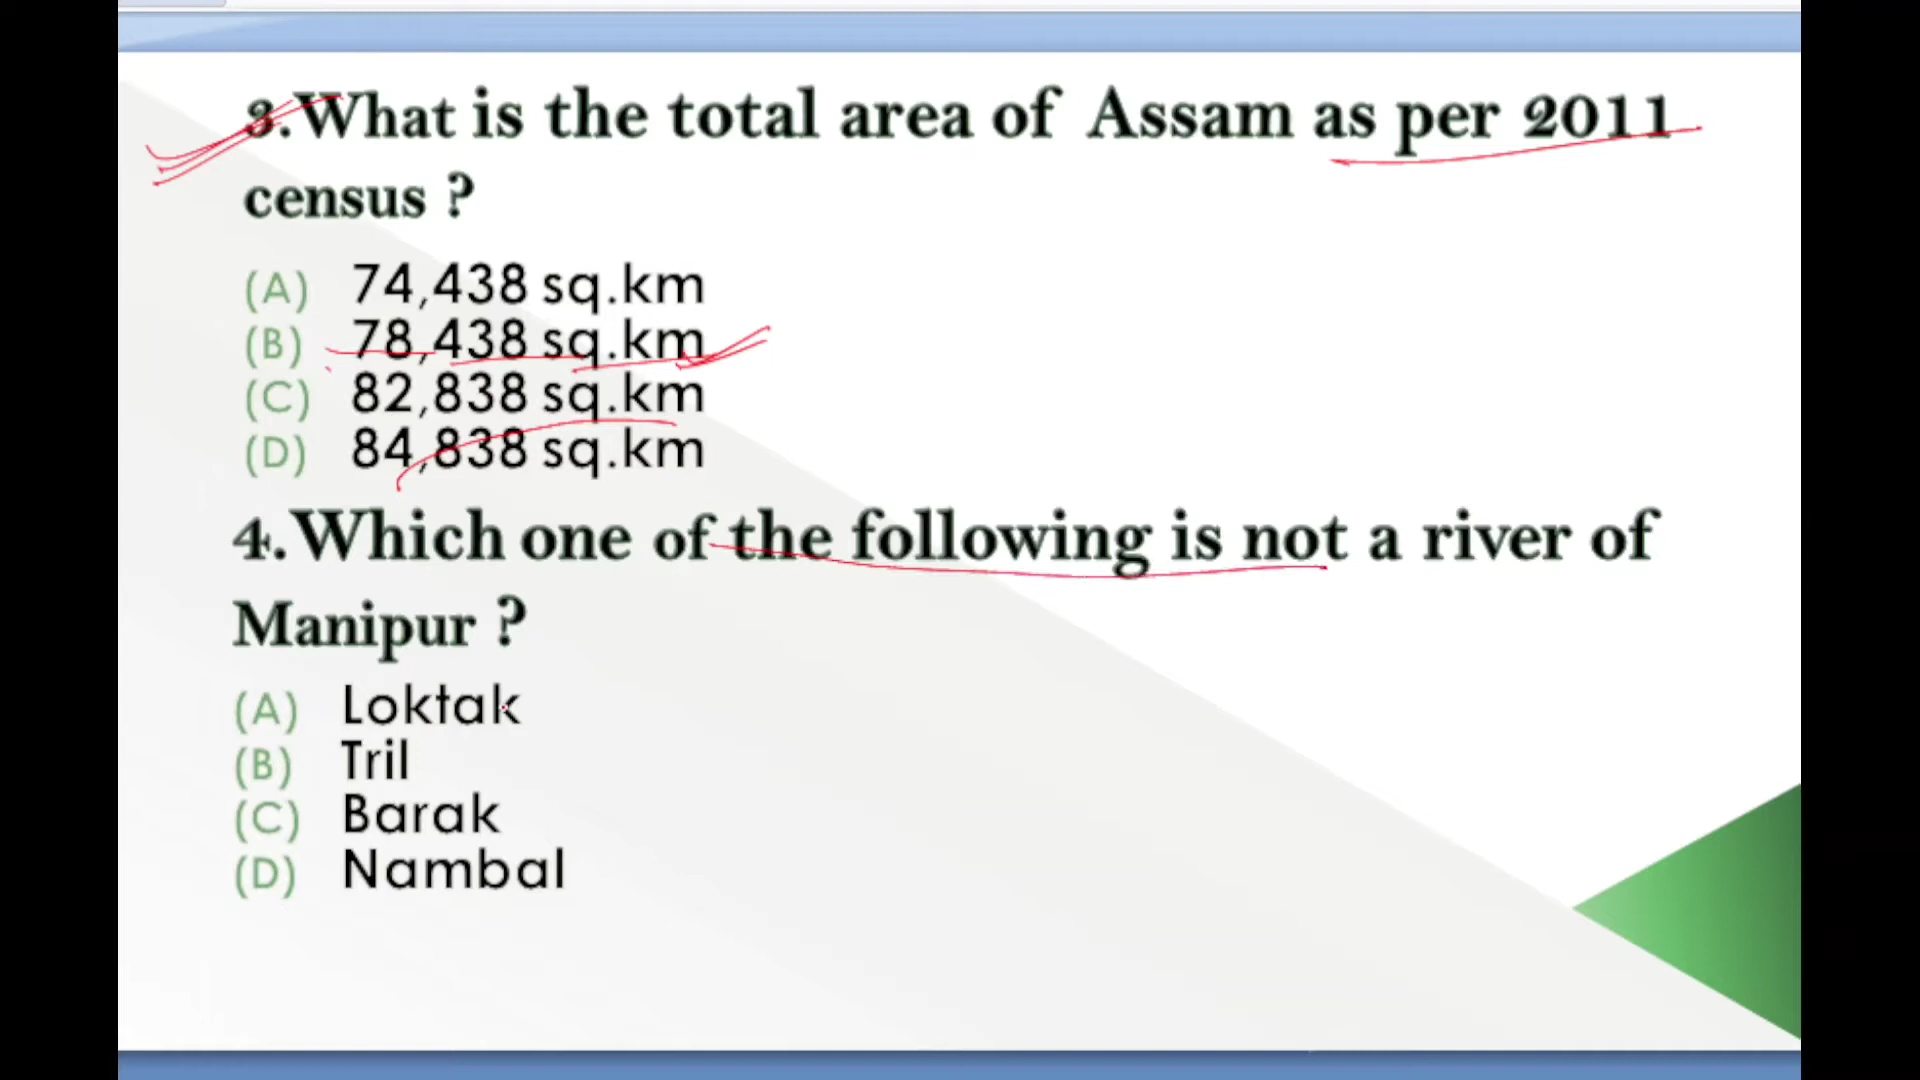 3.What is the total area of Assam as per 2011
census ?
(A) 74,438 sq.km
(B) 78,438 sq.km
(C) 82,838 sq.km
(D) 84,838 sq.km
4.Which one of the following is not a river of
Manipur ?
(A) Loktak
(B) Tril
(C) Barak
(D) Nambal